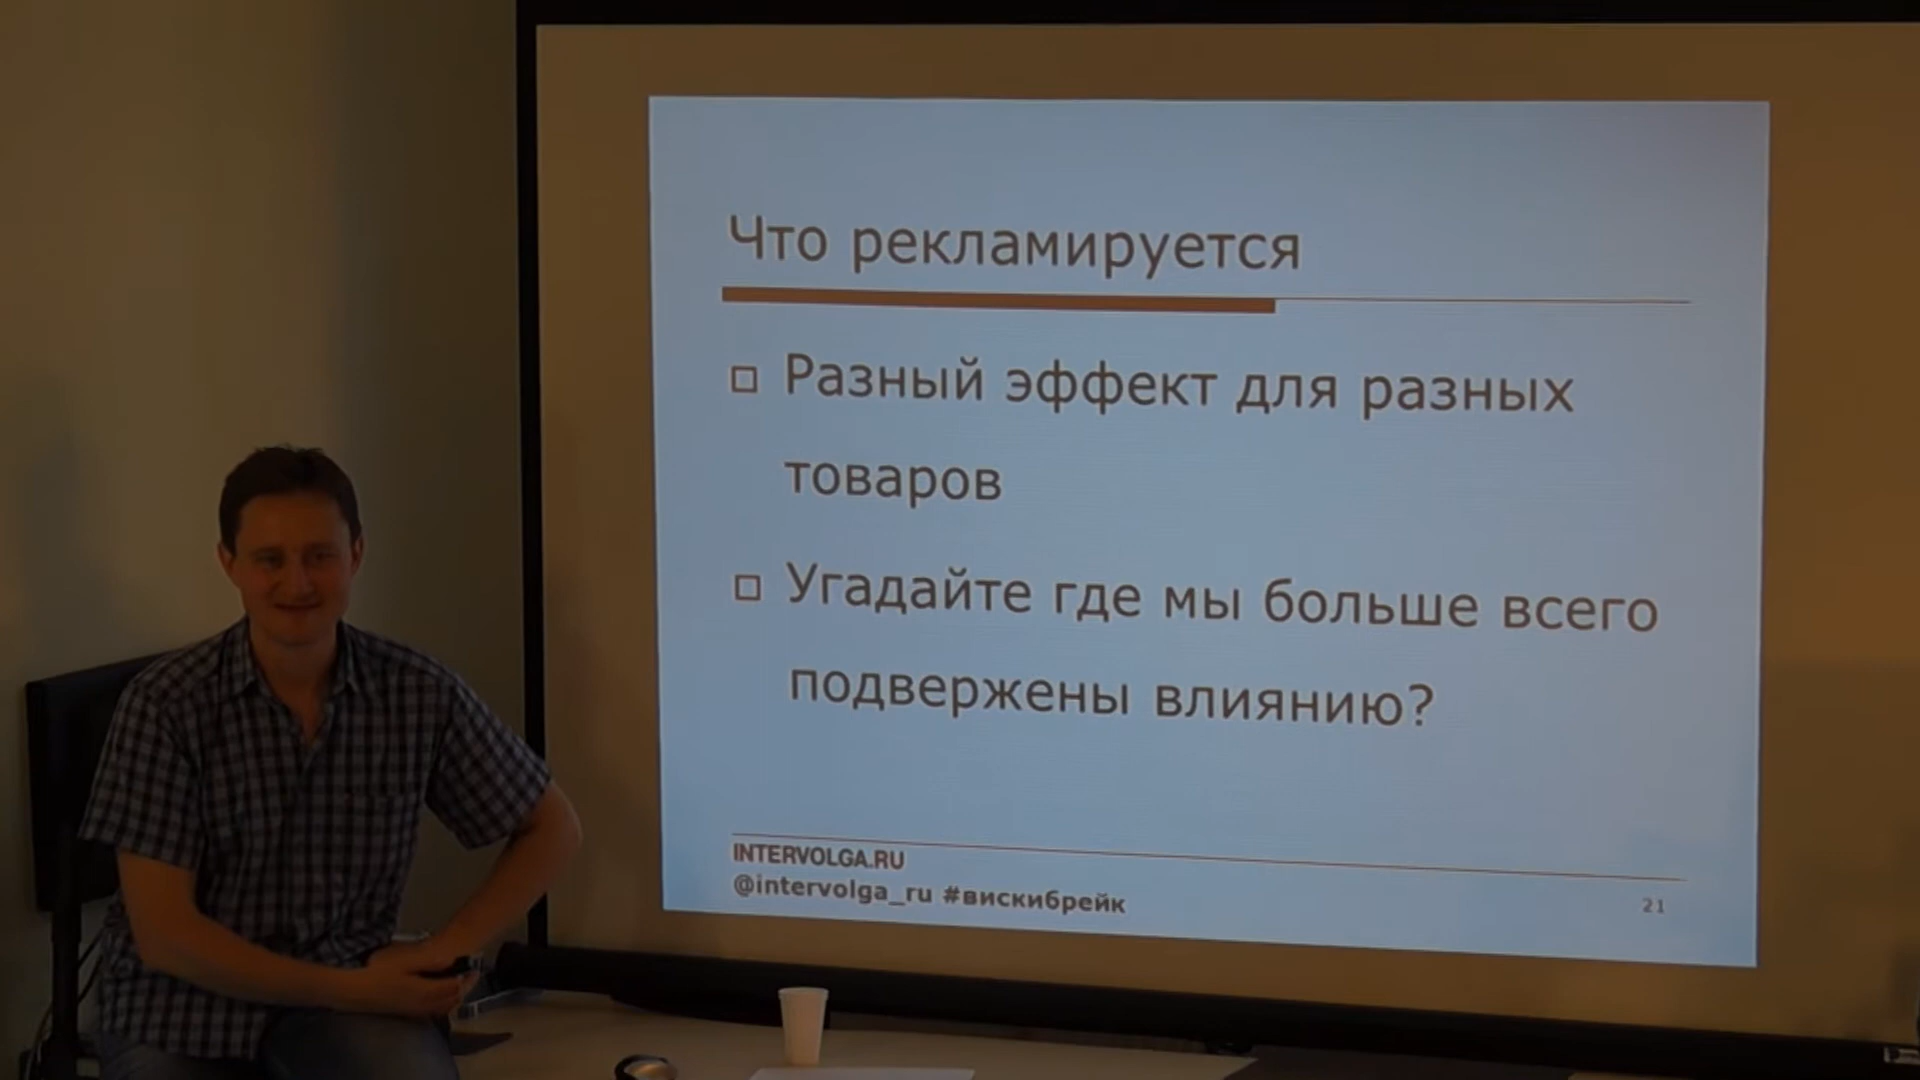 Что рекламируется
Разный эффект для разных
товаров
Угадайте где мы больше всего
подвержены влиянию?
INTERVOLGA.RU
@intervolga_ru #вискибрейк
21